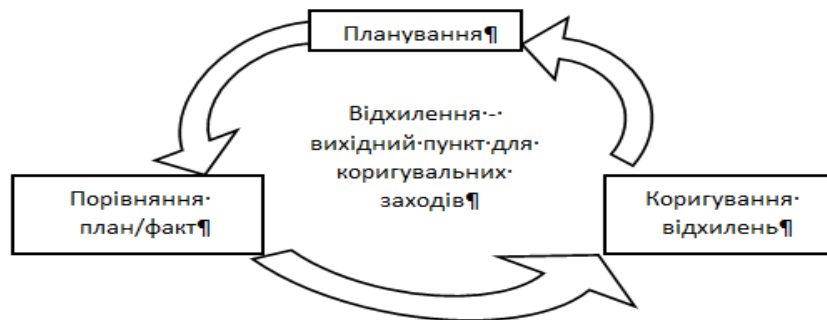 Планування¶
Відхилення·-·
вихідний·пункт·для·
коригувальних·
заходів¶
Порівняння·
план/факт¶
Коригування·
відхилень¶